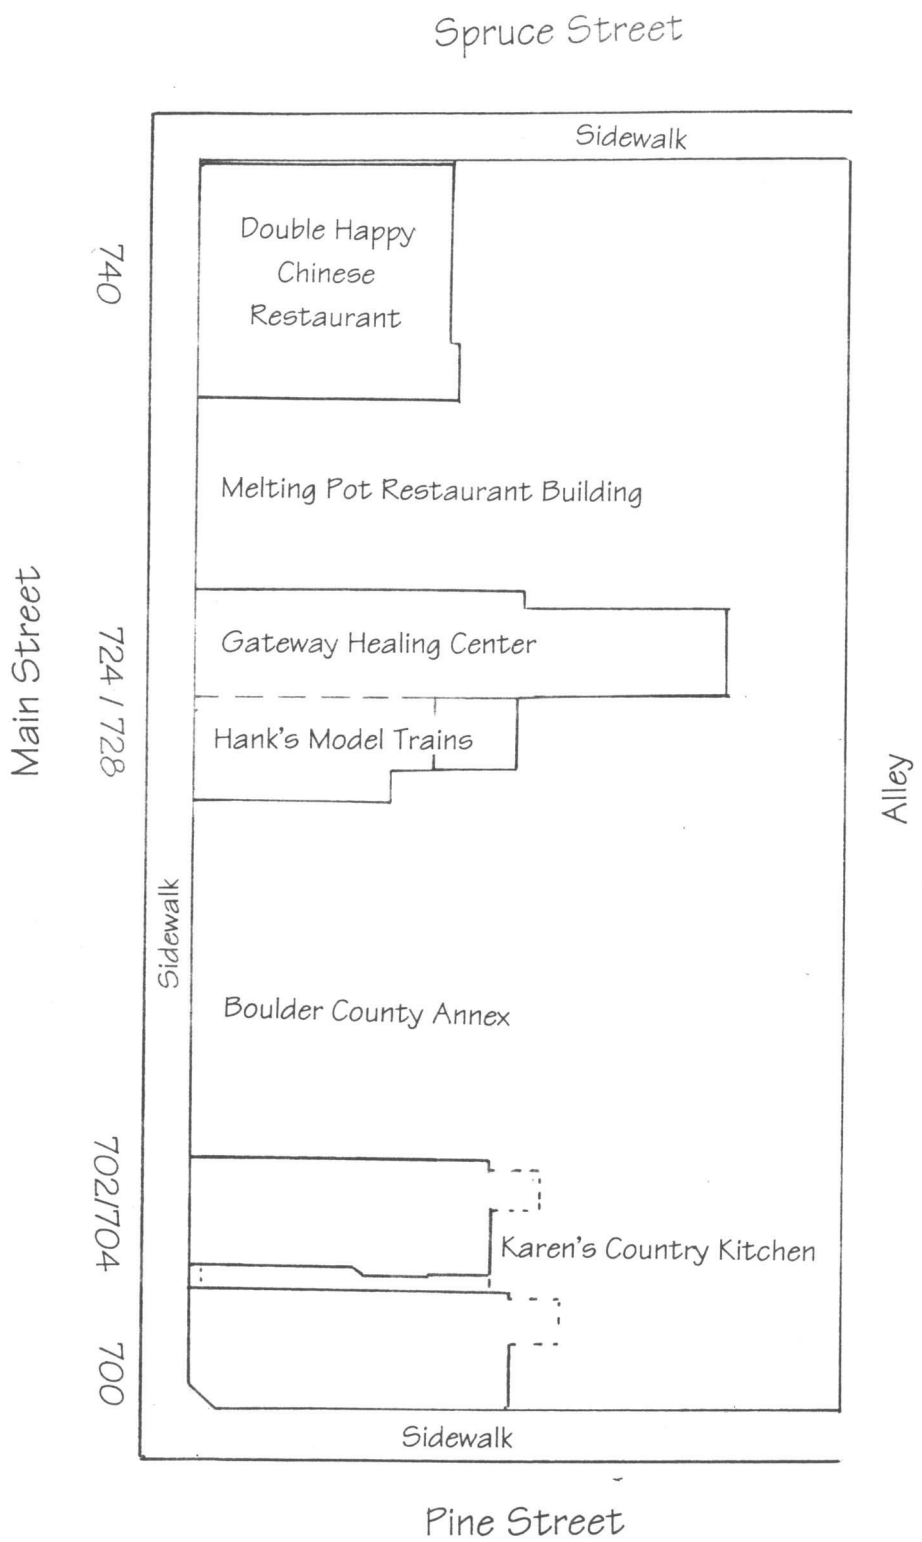 Spruce Street
Sidewalk
Double Happy
Chinese
Restaurant
740
Melting Pot Restaurant Building
Main Street
724 / 728
Gateway Healing Center
Hank's Model Trains
Alley
Sidewalk
Boulder County Annex
702/704
Karen's Country Kitchen
700
Sidewalk
Pine Street